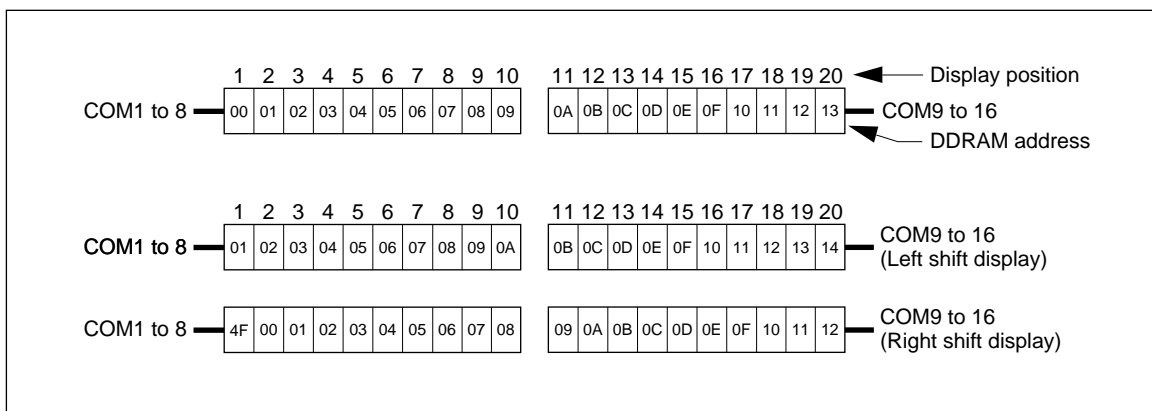 1 2 3 4 5 6 7 8 9 10 11 12 13 14 15 16 17 18 19 20 Display position
COM1 to 8 00 01 02 03 04 05 06 07 08 09 0A 0B 0C 0D 0E 0F 10 11 12 13 COM9 to 16
DDRAM address
1 2 3 4 5 6 7 8 9 10 11 12 13 14 15 16 17 18 19 20
COM1 to 8 01 02 03 04 05 06 07 08 09 0A 0B 0C 0D 0E 0F 10 11 12 13 14 COM9 to 16
(Left shift display)
COM1 to 8 4F 00 01 02 03 04 05 06 07 08 09 0A 0B 0C 0D 0E 0F 10 11 12 COM9 to 16
(Right shift display)